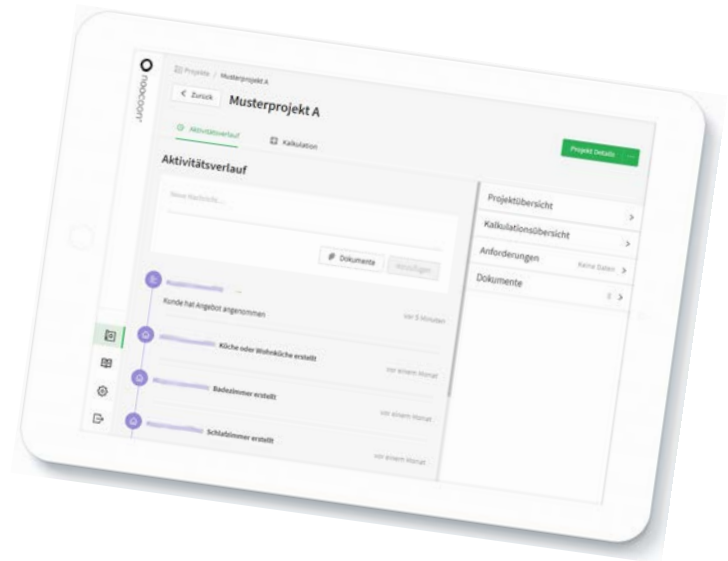 noocoon
Projekte / Musterprojekt A
Zurück
Musterprojekt A
Aktivitätsverlauf
Kalkulation
Projekt Details
Aktivitätsverlauf
Neue Nachricht...
Dokumente
Hinzufügen
Kunde hat Angebot angenommen
vor 5 Minuten
Küche oder Wohnküche erstellt
vor einem Monat
Badezimmer erstellt
vor einem Monat
Schlafzimmer erstellt
vor einem Monat
Projektübersicht
Kalkulationsübersicht
Anforderungen
Keine Daten
Dokumente